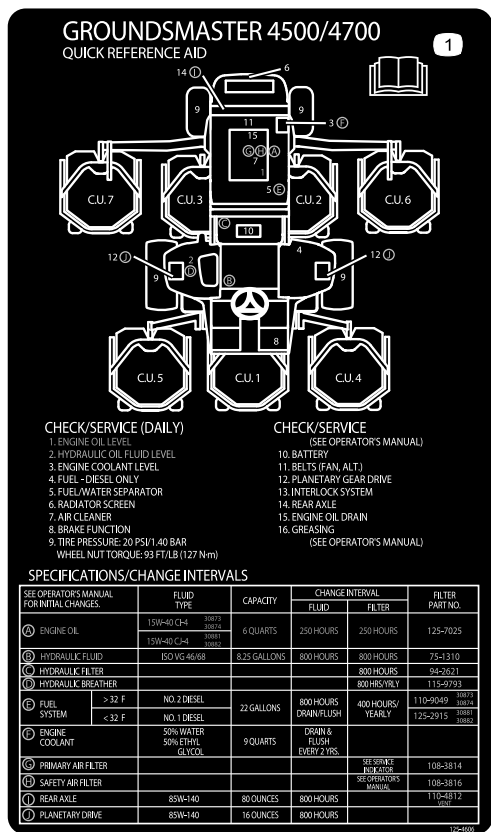 GROUNDSMASTER 4500/4700
QUICK REFERENCE AID
1
6
14 I
9
9
11
3 F
15
G H A
7
1
5 E
C.U. 7
C.U. 3
C.U. 2
C.U. 6
C
10
12 J
2
D
4
12 J
9
B
9
8
C.U. 5
C.U. 1
C.U. 4
CHECK/SERVICE (DAILY)
1. ENGINE OIL LEVEL
2. HYDRAULIC OIL FLUID LEVEL
3. ENGINE COOLANT LEVEL
4. FUEL - DIESEL ONLY
5. FUEL/WATER SEPARATOR
6. RADIATOR SCREEN
7. AIR CLEANER
8. BRAKE FUNCTION
9. TIRE PRESSURE: 20 PSI/1.40 BAR
WHEEL NUT TORQUE: 93 FT/LB (127 N·m)
CHECK/SERVICE
(SEE OPERATOR'S MANUAL)
10. BATTERY
11. BELTS (FAN, ALT.)
12. PLANETARY GEAR DRIVE
13. INTERLOCK SYSTEM
14. REAR AXLE
15. ENGINE OIL DRAIN
16. GREASING
(SEE OPERATOR'S MANUAL)
SPECIFICATIONS/CHANGE INTERVALS
SEE OPERATOR'S MANUAL FOR INITIAL CHANGES. FLUID TYPE CAPACITY CHANGE INTERVAL FLUID FILTER FILTER PART NO.
A ENGINE OIL 15W-40 CF-4 30873 30874 15W-40 CJ-4 30881 30882 6 QUARTS 250 HOURS 250 HOURS 125-7025
B HYDRAULIC FLUID ISO VG 46/68 8.25 GALLONS 800 HOURS 800 HOURS 75-1310
C HYDRAULIC FILTER 800 HOURS 94-2621
D HYDRAULIC BREATHER 800 HRS/YRLY 115-9793
E FUEL SYSTEM > 32 F NO. 2 DIESEL < 32 F NO. 1 DIESEL 22 GALLONS 800 HOURS DRAIN/FLUSH 400 HOURS/ YEARLY 110-9049 30873 30874 125-2915 30881 30882
F ENGINE COOLANT 50% WATER 50% ETHYL GLYCOL 9 QUARTS DRAIN & FLUSH EVERY 2 YRS.
G PRIMARY AIR FILTER SEE SERVICE INDICATOR 108-3814
H SAFETY AIR FILTER SEE OPERATOR'S MANUAL 108-3816
I REAR AXLE 85W-140 80 OUNCES 800 HOURS 110-4812 VENT
J PLANETARY DRIVE 85W-140 16 OUNCES 800 HOURS
125-4606